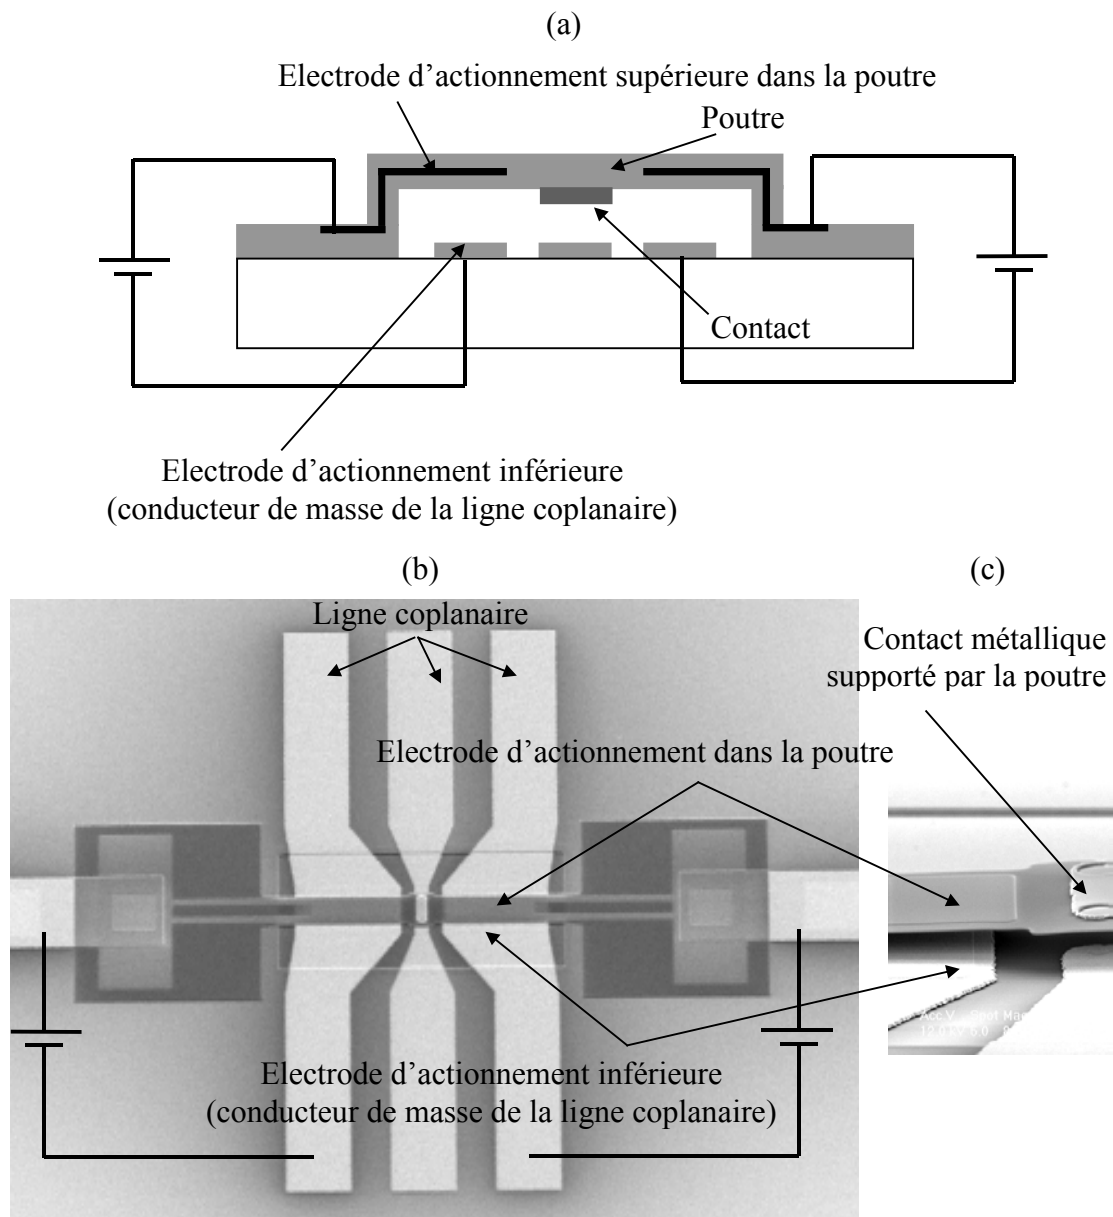 (a)
Electrode d’actionnement supérieure dans la poutre
Poutre
Contact
Electrode d’actionnement inférieure
(conducteur de masse de la ligne coplanaire)
(b)
(c)
Ligne coplanaire
Contact métallique
supporté par la poutre
Electrode d’actionnement dans la poutre
Acc.V Spot
Electrode d’actionnement inférieure
(conducteur de masse de la ligne coplanaire)